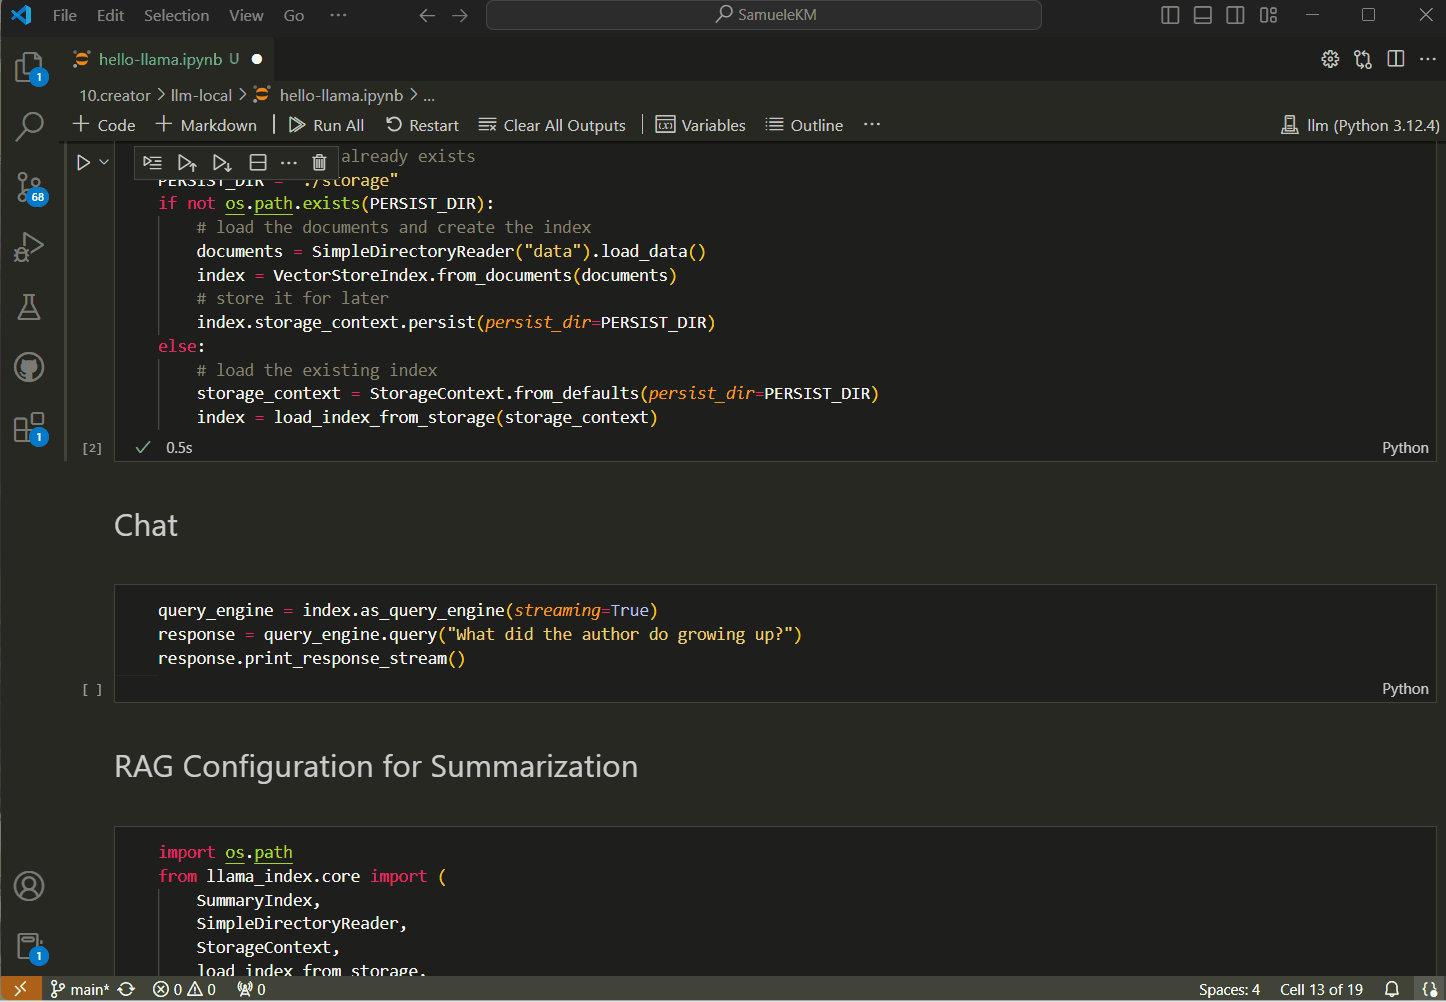 File Edit Selection View Go ··· SamueleKM
hello-llama.ipynb U
1
10.creator > llm-local > hello-llama.ipynb > ...
+ Code + Markdown | Run All Restart Clear All Outputs | Variables Outline ··· llm (Python 3.12.4)
already exists
PERSIST_DIR = "./storage"
if not os.path.exists(PERSIST_DIR):
68
# load the documents and create the index
documents = SimpleDirectoryReader("data").load_data()
index = VectorStoreIndex.from_documents(documents)
# store it for later
index.storage_context.persist(persist_dir=PERSIST_DIR)
else:
# load the existing index
storage_context = StorageContext.from_defaults(persist_dir=PERSIST_DIR)
index = load_index_from_storage(storage_context)
1
[2] 0.5s Python
Chat
query_engine = index.as_query_engine(streaming=True)
response = query_engine.query("What did the author do growing up?")
response.print_response_stream()
[ ] Python
RAG Configuration for Summarization
import os.path
from llama_index.core import (
SummaryIndex,
SimpleDirectoryReader,
StorageContext,
load_index_from_storage,
1
main* 0 0 0 Spaces: 4 Cell 13 of 19